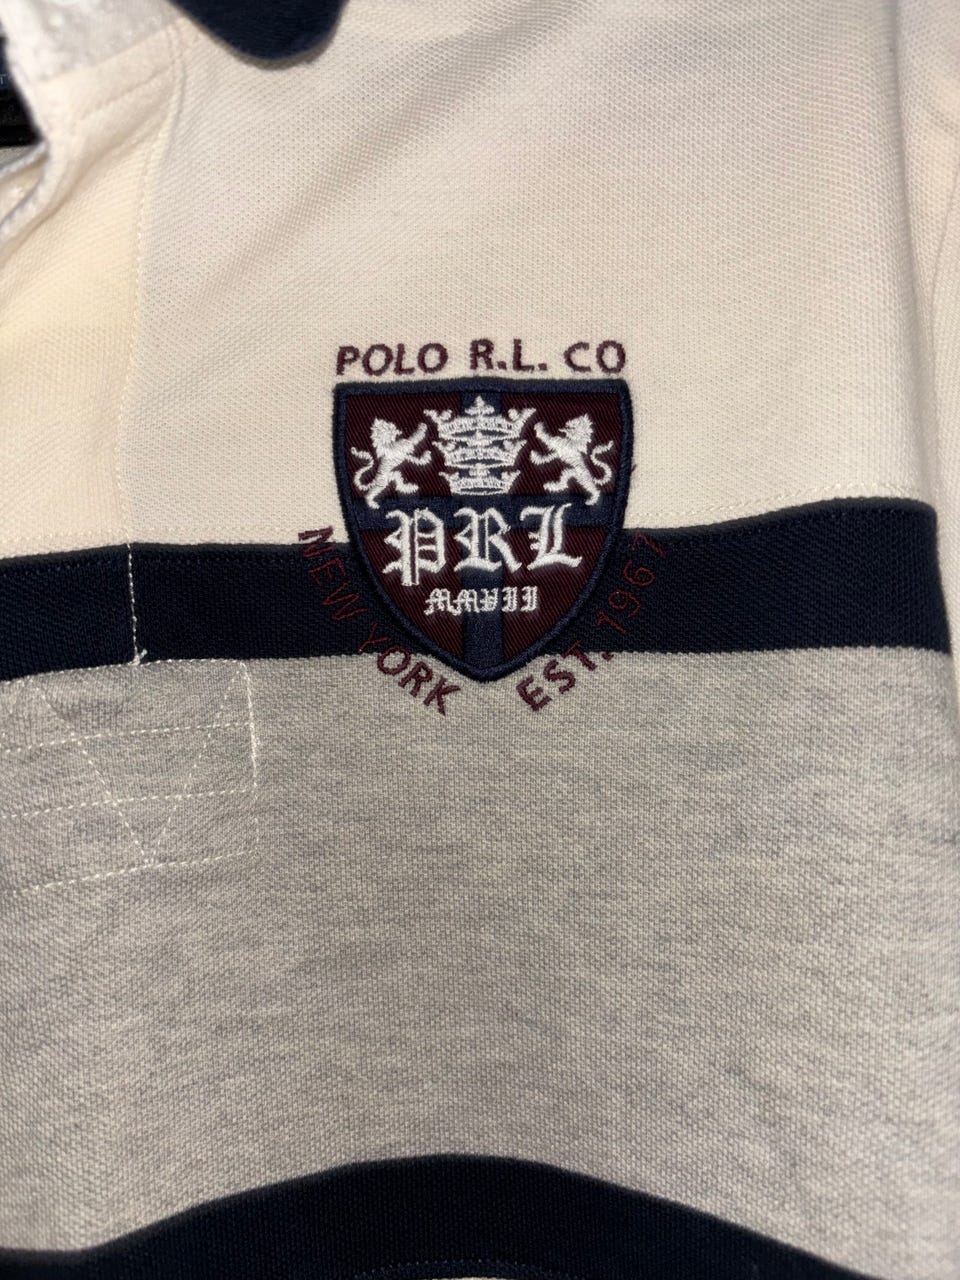 POLO R.L. CO
PRL
MMVII
NEW YORK
EST. 1967